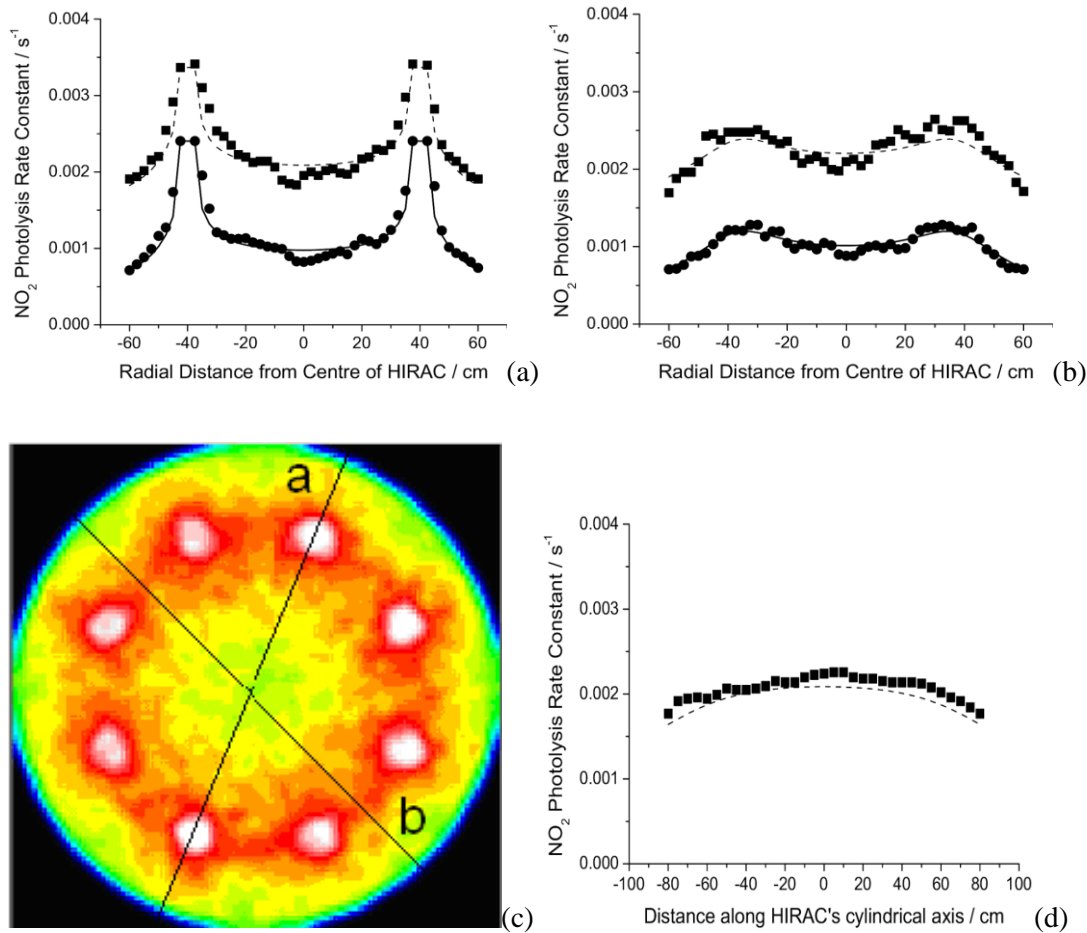 0.004
0.003
0.002
0.001
0.000
NO₂ Photolysis Rate Constant / s⁻¹
-60 -40 -20 0 20 40 60
Radial Distance from Centre of HIRAC / cm
(a)
0.004
0.003
0.002
0.001
0.000
NO₂ Photolysis Rate Constant / s⁻¹
-60 -40 -20 0 20 40 60
Radial Distance from Centre of HIRAC / cm
(b)
a
b
(c)
0.004
0.003
0.002
0.001
0.000
NO₂ Photolysis Rate Constant / s⁻¹
-100 -80 -60 -40 -20 0 20 40 60 80 100
Distance along HIRAC's cylindrical axis / cm
(d)